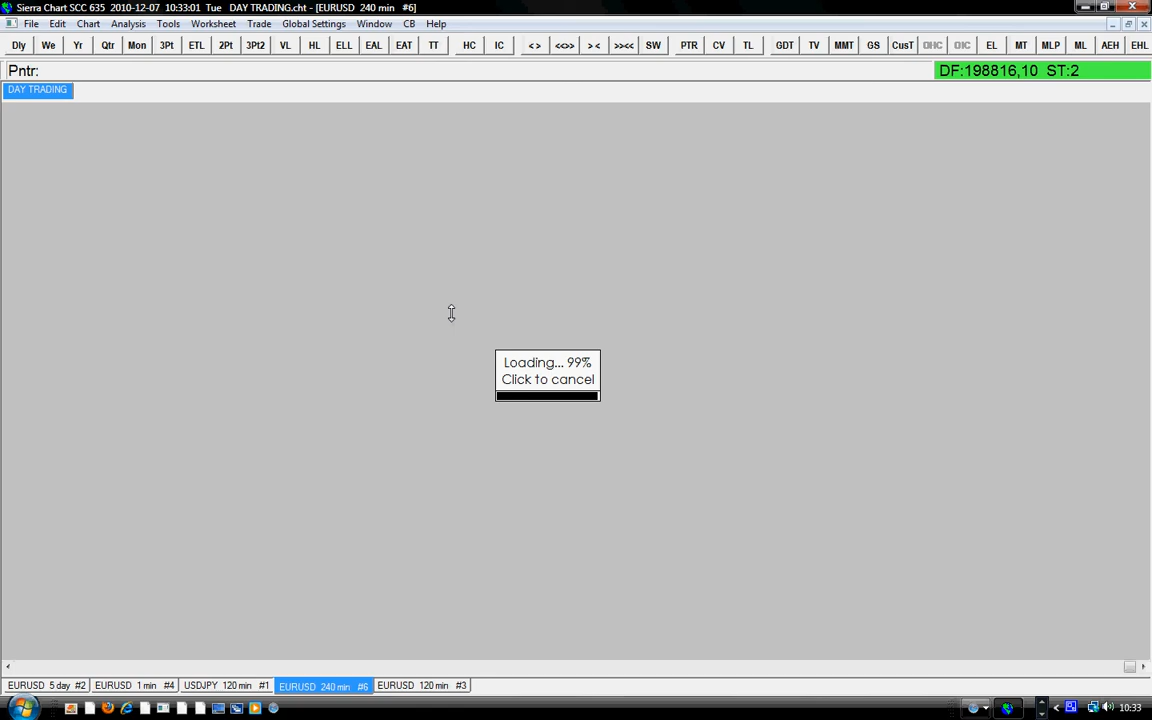 Sierra Chart SCC 635 2010-12-07 10:33:01 Tue DAY TRADING.cht - [EURUSD 240 min #6]
File Edit Chart Analysis Tools Worksheet Trade Global Settings Window CB Help
Dly We Yr Qtr Mon 3Pt ETL 2Pt 3Pt2 VL HL ELL EAL EAT TT HC IC <> <<>> >< >><< SW PTR CV TL GDT TV MMT GS CusT OHC OIC EL MT MLP ML AEH EHL
Pntr: DF:198816,10 ST:2
DAY TRADING
Loading... 99%
Click to cancel
EURUSD 5 day #2 EURUSD 1 min #4 USDJPY 120 min #1 EURUSD 240 min #6 EURUSD 120 min #3
10:33